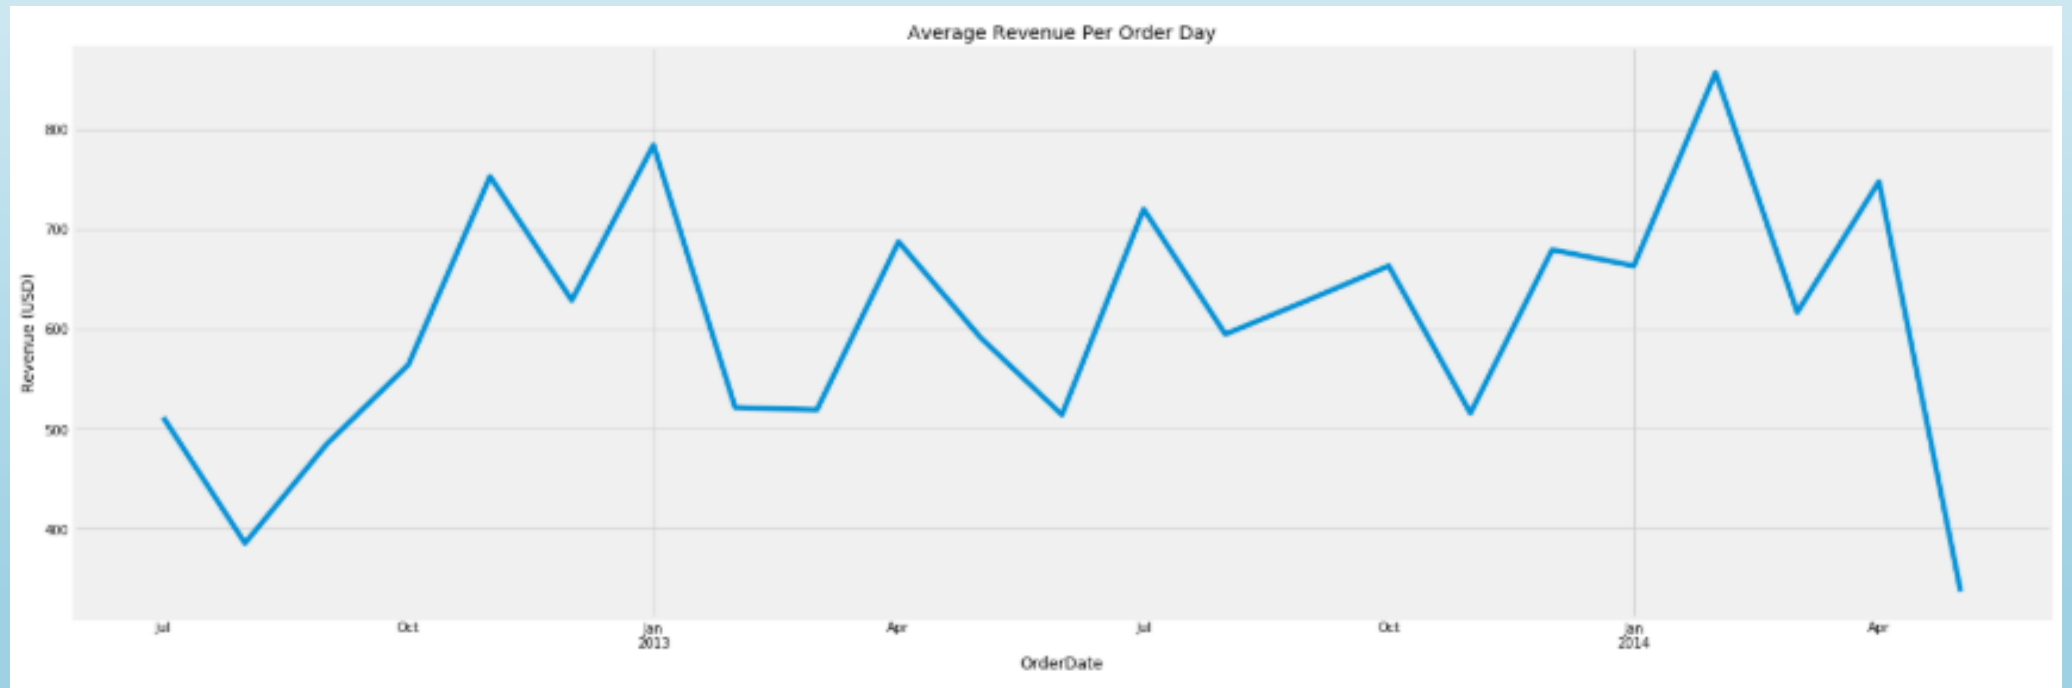 Average Revenue Per Order Day
800
700
600
500
400
Revenue (USD)
Jul
Oct
Jan
2013
Apr
Jul
Oct
Jan
2014
Apr
OrderDate